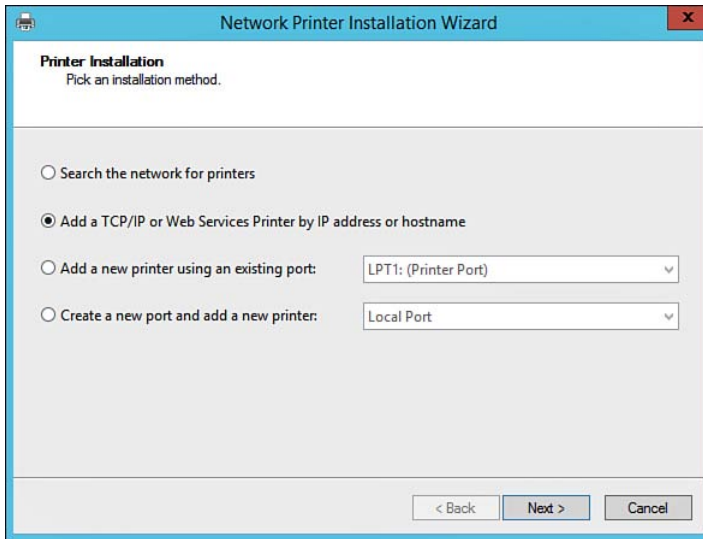 Network Printer Installation Wizard
x
Printer Installation
Pick an installation method.
Search the network for printers
Add a TCP/IP or Web Services Printer by IP address or hostname
Add a new printer using an existing port: LPT1: (Printer Port)
Create a new port and add a new printer: Local Port
< Back Next > Cancel